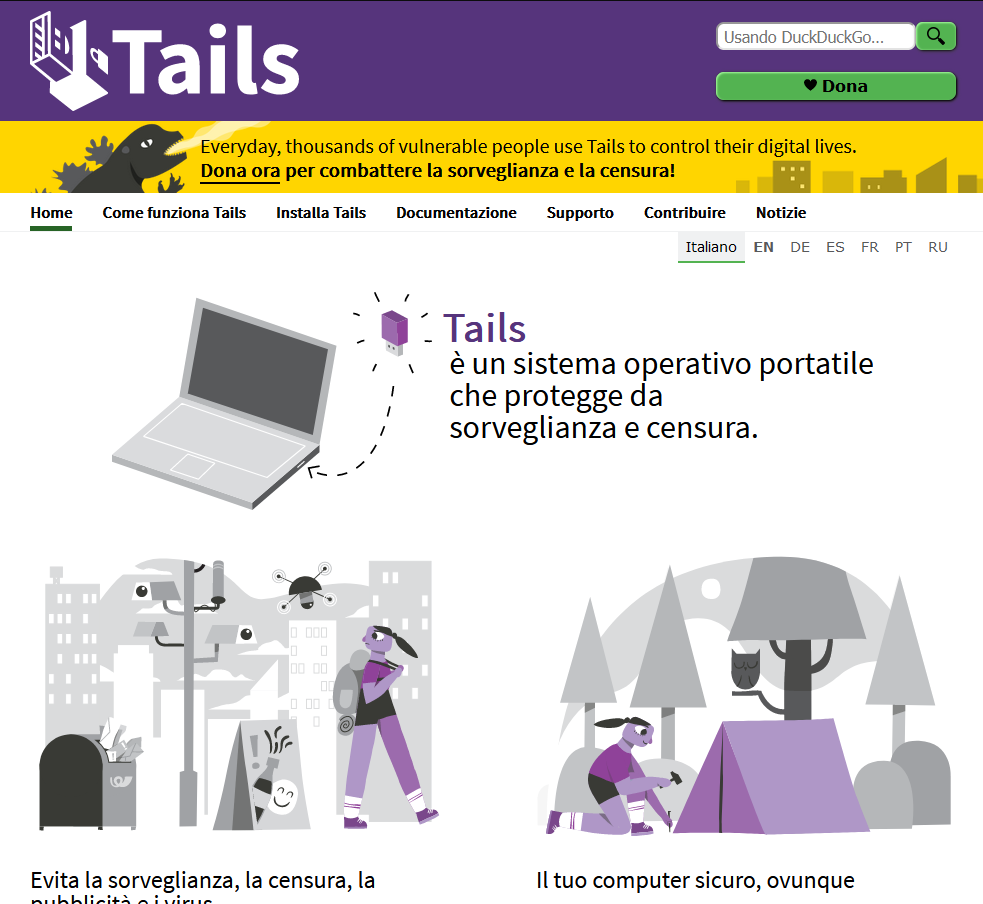 Tails
Usando DuckDuckGo...
Dona
Everyday, thousands of vulnerable people use Tails to control their digital lives.
Dona ora per combattere la sorveglianza e la censura!
Home Come funziona Tails Installa Tails Documentazione Supporto Contribuire Notizie
Italiano EN DE ES FR PT RU
Tails
è un sistema operativo portatile
che protegge da
sorveglianza e censura.
Evita la sorveglianza, la censura, la
pubblicità e i virus
Il tuo computer sicuro, ovunque